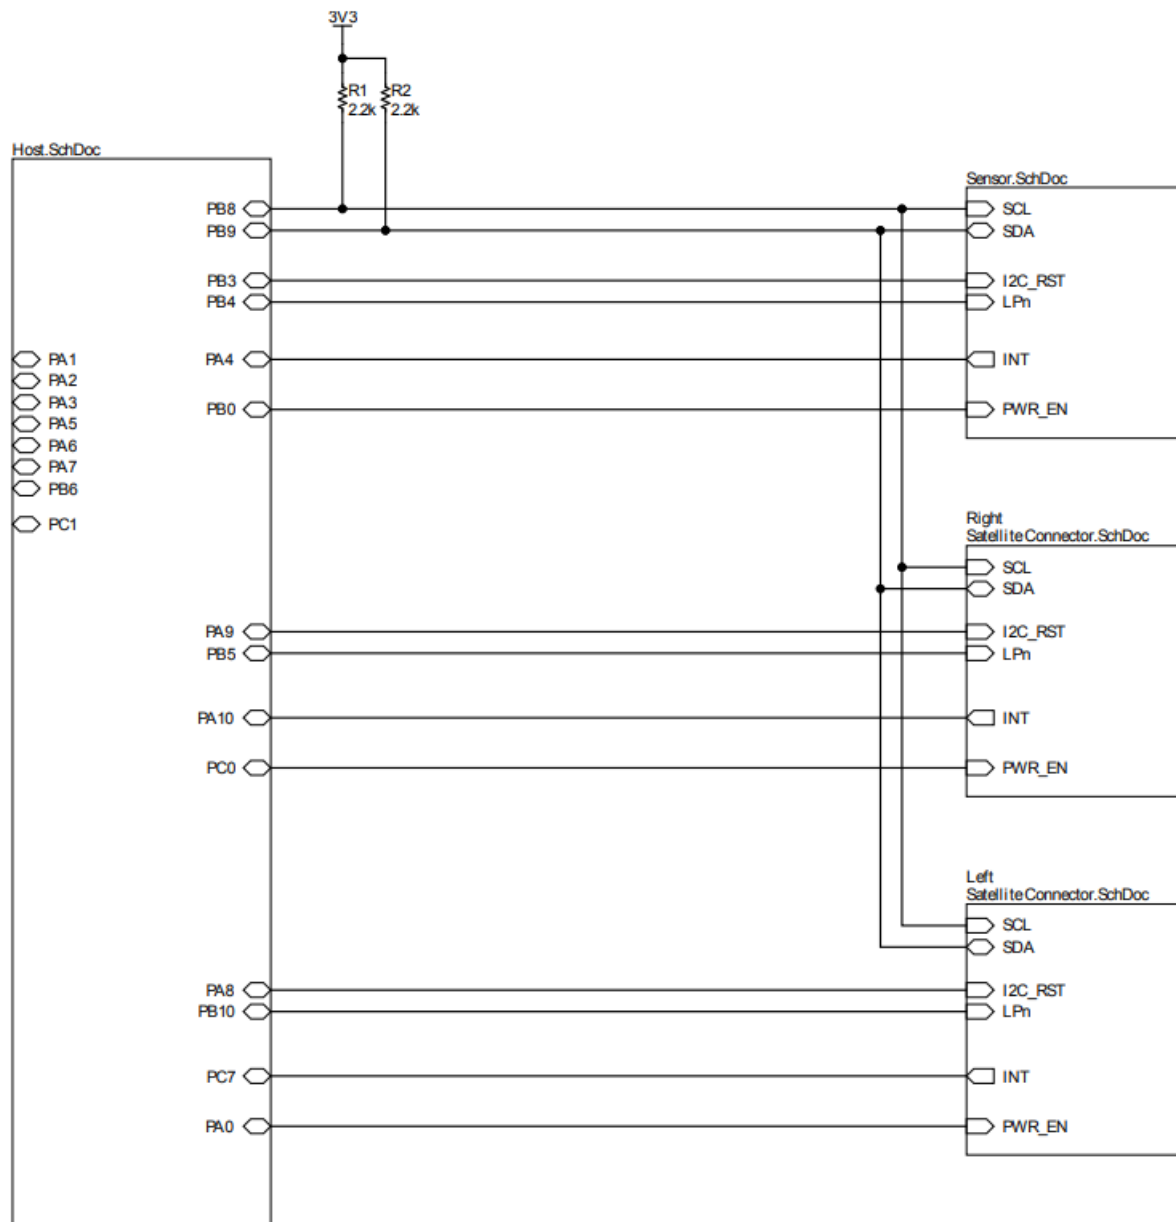 3V3
R1 R2
2.2k 2.2k
Host.SchDoc
Sensor.SchDoc
PB8 SCL
PB9 SDA
PB3 I2C_RST
PB4 LPn
PA1 PA4 INT
PA2
PA3
PB0 PWR_EN
PA5
PA6
PA7
PB6
PC1
Right
Satellite Connector.SchDoc
SCL
SDA
PA9 I2C_RST
PB5 LPn
PA10 INT
PC0 PWR_EN
Left
Satellite Connector.SchDoc
SCL
SDA
PA8 I2C_RST
PB10 LPn
PC7 INT
PA0 PWR_EN